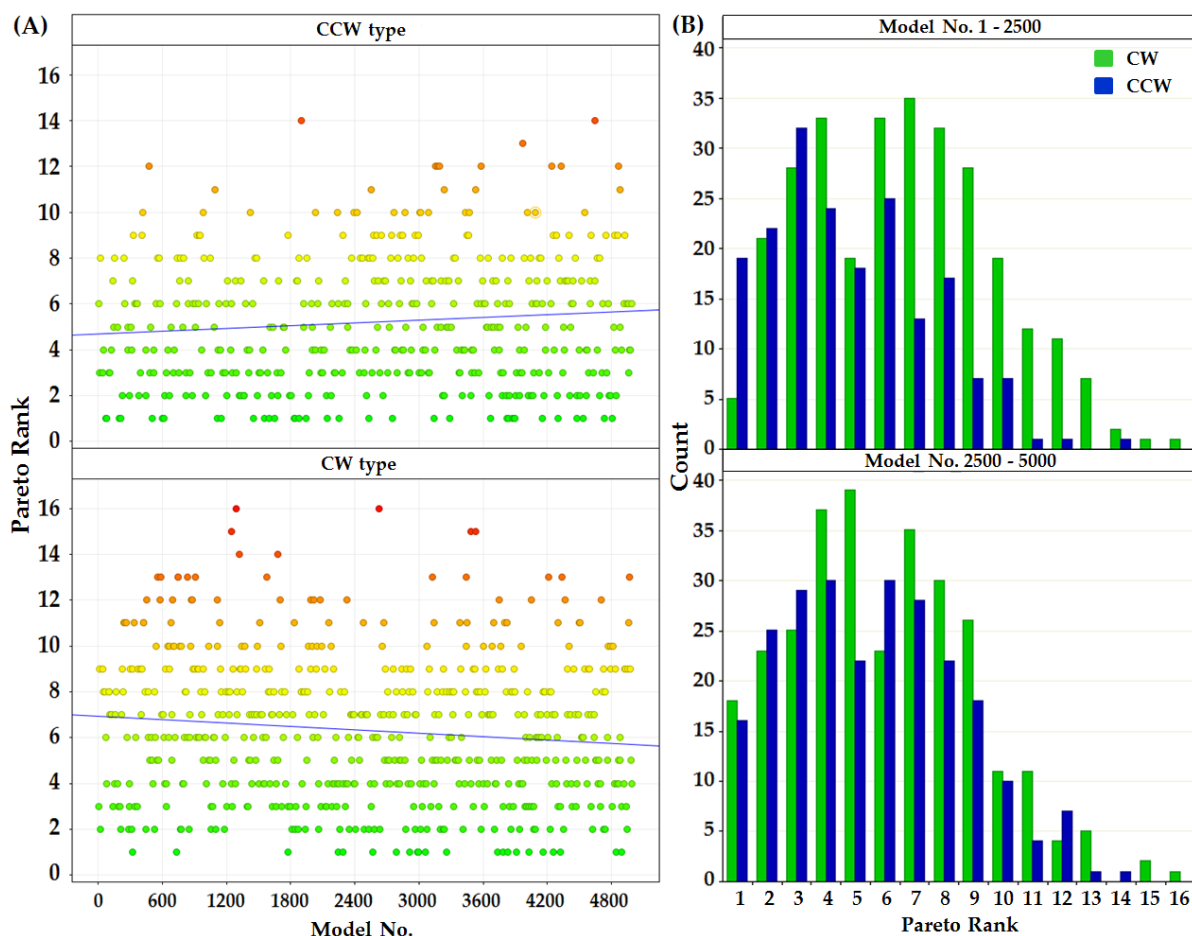 (A)
CCW type
16
14
12
10
8
6
4
2
0
CW type
16
14
12
10
8
6
4
2
0
Pareto Rank
0 600 1200 1800 2400 3000 3600 4200 4800
Model No.
(B)
Model No. 1 - 2500
CW
CCW
40
35
30
25
20
15
10
5
0
Model No. 2500 - 5000
40
35
30
25
20
15
10
5
0
Count
1 2 3 4 5 6 7 8 9 10 11 12 13 14 15 16
Pareto Rank